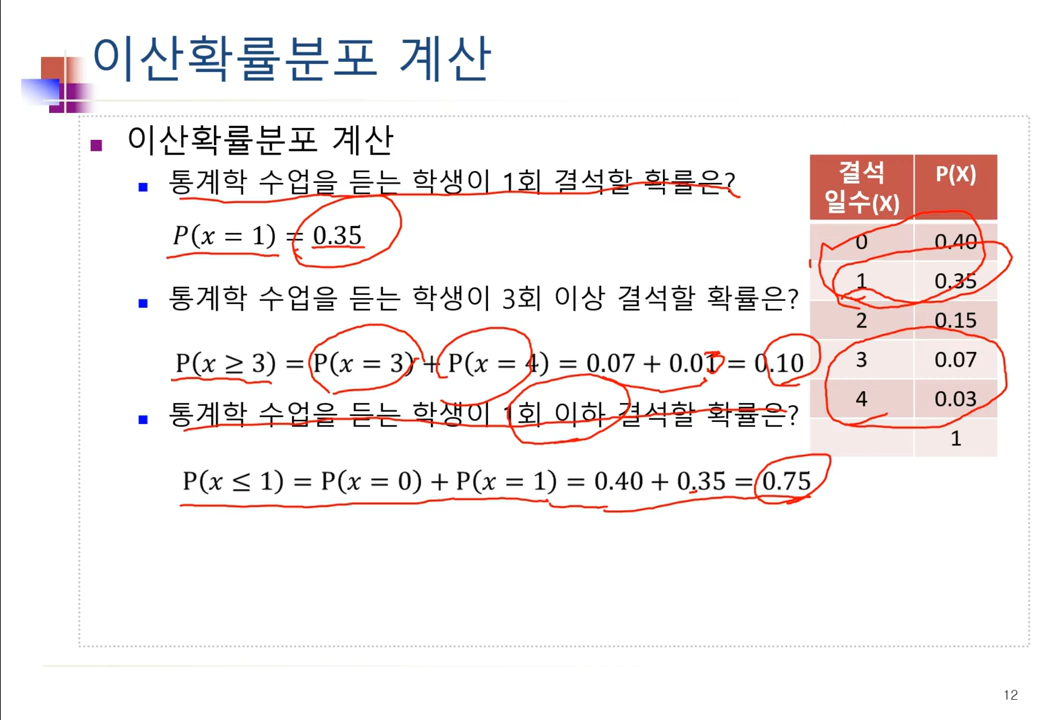 이산확률분포 계산
이산확률분포 계산
통계학 수업을 듣는 학생이 1회 결석할 확률은?
P(x = 1) = 0.35
통계학 수업을 듣는 학생이 3회 이상 결석할 확률은?
P(x ≥ 3) = P(x = 3) + P(x = 4) = 0.07 + 0.03 = 0.10
통계학 수업을 듣는 학생이 1회 이하 결석할 확률은?
P(x ≤ 1) = P(x = 0) + P(x = 1) = 0.40 + 0.35 = 0.75
결석 일수(X) P(X)
0 0.40
1 0.35
2 0.15
3 0.07
4 0.03
1
12